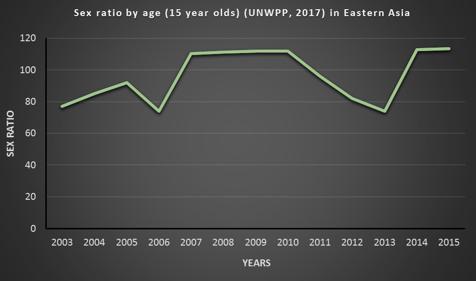 Sex ratio by age (15 year olds) (UNWPP, 2017) in Eastern Asia
120
100
80
60
40
20
0
SEX RATIO
2003 2004 2005 2006 2007 2008 2009 2010 2011 2012 2013 2014 2015
YEARS